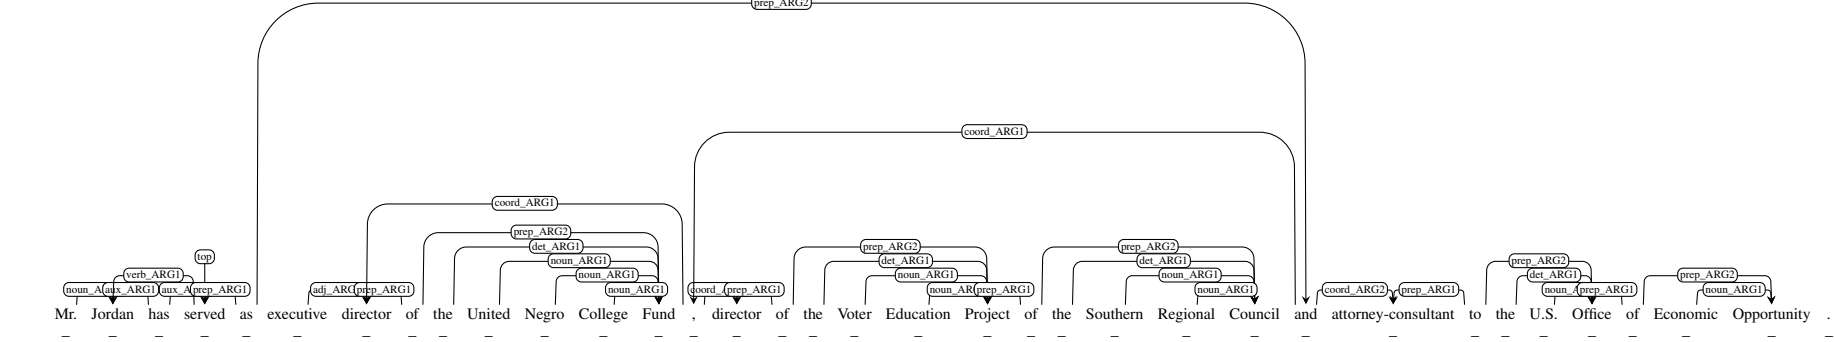 prep_ARG2
coord_ARG1
coord_ARG1
prep_ARG2
det_ARG1 prep_ARG2 prep_ARG2
top noun_ARG1 det_ARG1 det_ARG1 prep_ARG2
verb_ARG1 noun_ARG1 noun_ARG1 noun_ARG1 det_ARG1 prep_ARG2
aux_ARG1 prep_ARG1 prep_ARG1 noun_ARG1 prep_ARG1 prep_ARG1 noun_ARG1 coord_ARG2 prep_ARG1 prep_ARG1 noun_ARG1
Mr. Jordan has served as executive director of the United Negro College Fund , director of the Voter Education Project of the Southern Regional Council and attorney-consultant to the U.S. Office of Economic Opportunity .